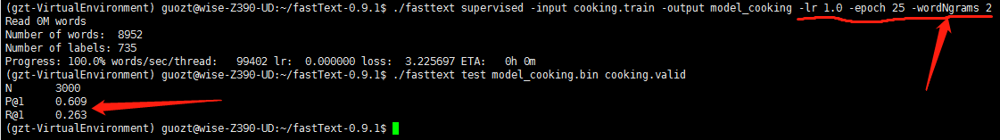 (gzt-VirtualEnvironment) guozt@wise-Z390-UD:~/fastText-0.9.1$ ./fasttext supervised -input cooking.train -output model_cooking -lr 1.0 -epoch 25 -wordNgrams 2
Read 0M words
Number of words:  8952
Number of labels: 735
Progress: 100.0% words/sec/thread:   99402 lr:  0.000000 loss:  3.225697 ETA:   0h 0m
(gzt-VirtualEnvironment) guozt@wise-Z390-UD:~/fastText-0.9.1$ ./fasttext test model_cooking.bin cooking.valid
N       3000
P@1     0.609
R@1     0.263
(gzt-VirtualEnvironment) guozt@wise-Z390-UD:~/fastText-0.9.1$